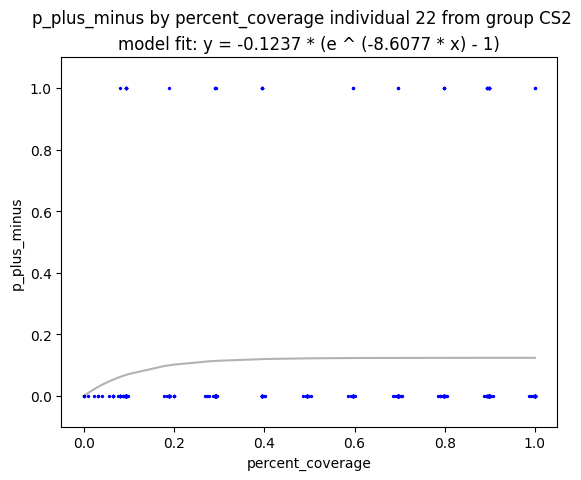 p_plus_minus by percent_coverage individual 22 from group CS2
model fit: y = -0.1237 * (e ^ (-8.6077 * x) - 1)
1.0
0.8
0.6
0.4
0.2
0.0
p_plus_minus
0.0 0.2 0.4 0.6 0.8 1.0
percent_coverage